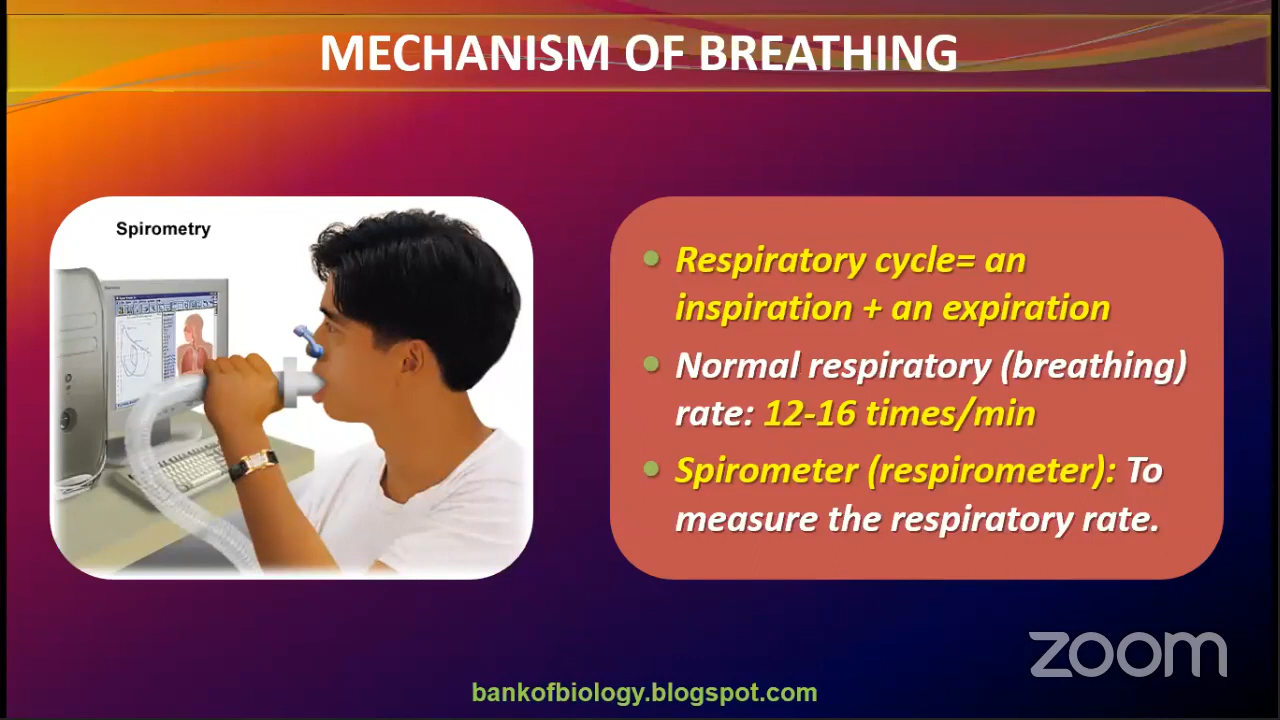 MECHANISM OF BREATHING
Spirometry
Respiratory cycle= an
inspiration + an expiration
Normal respiratory (breathing)
rate: 12-16 times/min
Spirometer (respirometer): To
measure the respiratory rate.
zoom
bankofbiology.blogspot.com